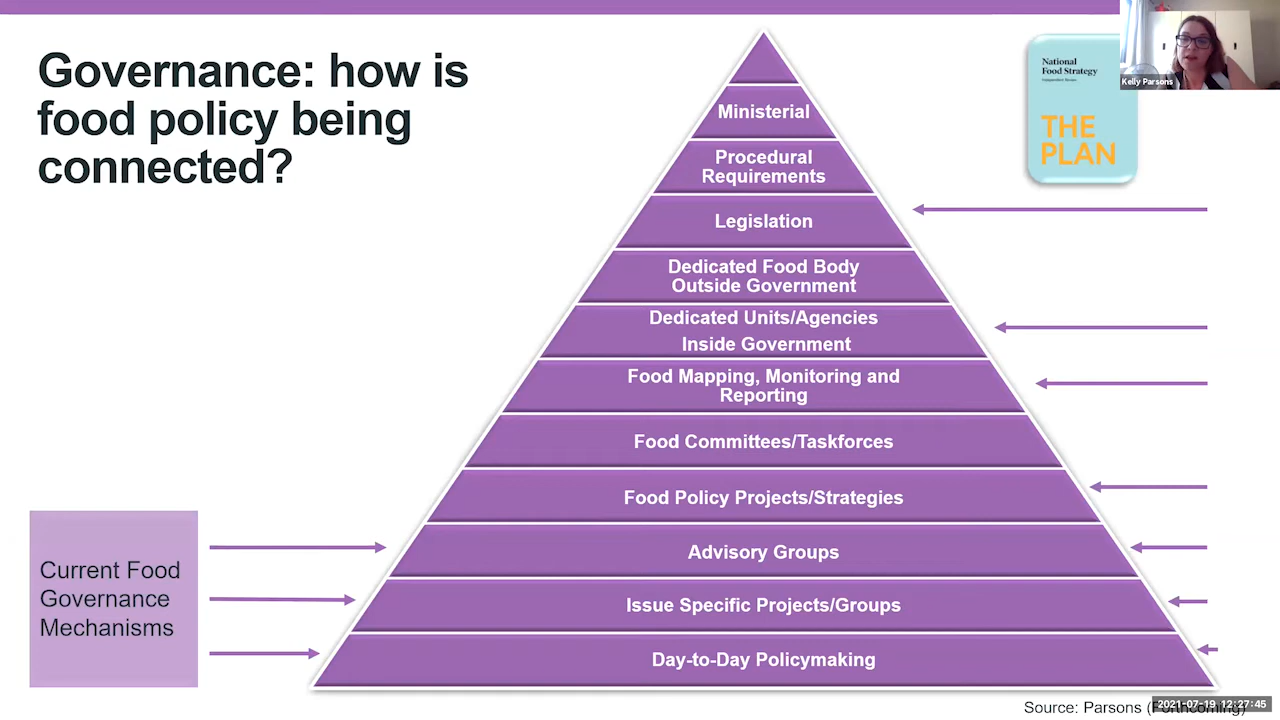 Governance: how is
food policy being
connected?
Ministerial
Procedural
Requirements
Legislation
Dedicated Food Body
Outside Government
Dedicated Units/Agencies
Inside Government
Food Mapping, Monitoring and
Reporting
Food Committees/Taskforces
Food Policy Projects/Strategies
Advisory Groups
Issue Specific Projects/Groups
Day-to-Day Policymaking
Current Food
Governance
Mechanisms
National
Food Strategy
Independent Review
THE
PLAN
Kelly Parsons
Source: Parsons (Forthcoming)
2021-07-19 12:27:45